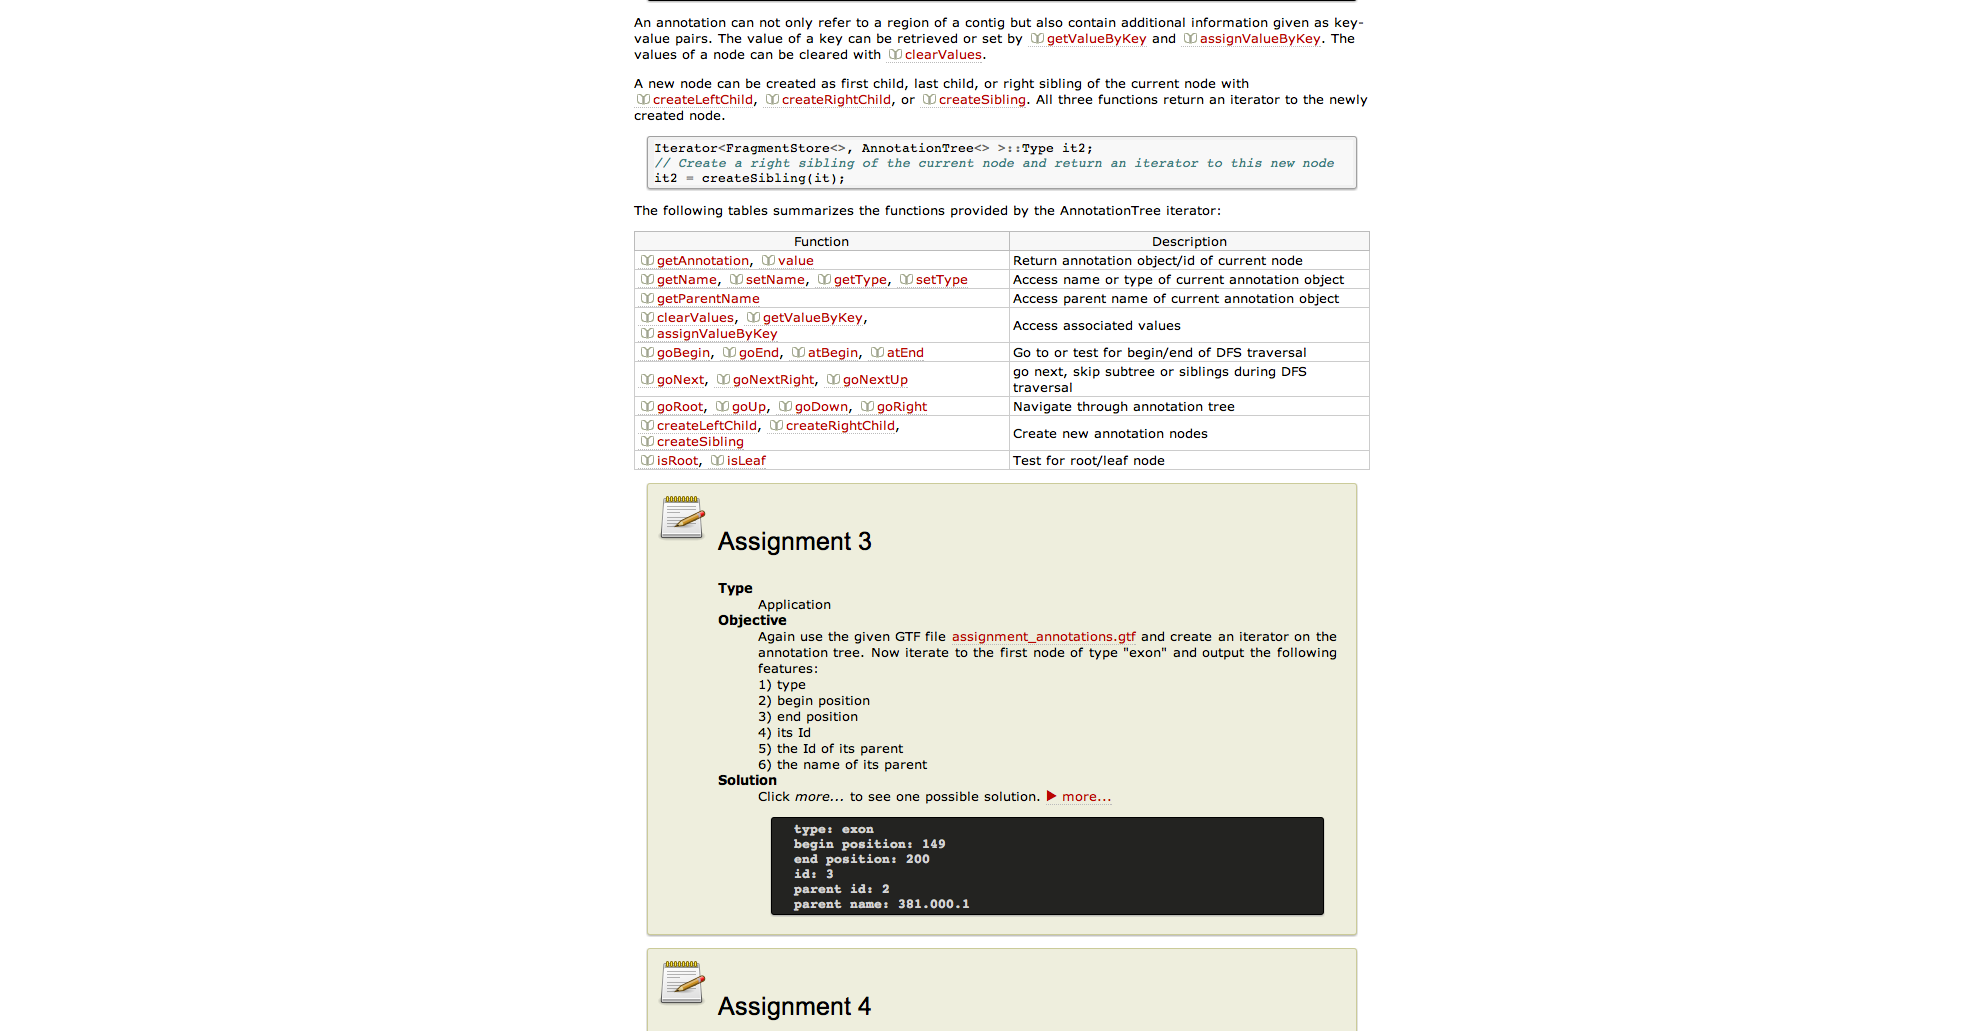 An annotation can not only refer to a region of a contig but also contain additional information given as key-
value pairs. The value of a key can be retrieved or set by getValueByKey and assignValueByKey. The
values of a node can be cleared with clearValues.
A new node can be created as first child, last child, or right sibling of the current node with
createLeftChild, createRightChild, or createSibling. All three functions return an iterator to the newly
created node.
Iterator<FragmentStore<>, AnnotationTree<> >::Type it2;
// Create a right sibling of the current node and return an iterator to this new node
it2 = createSibling(it);
The following tables summarizes the functions provided by the AnnotationTree iterator:
Function Description
getAnnotation, value Return annotation object/id of current node
getName, setName, getType, setType Access name or type of current annotation object
getParentName Access parent name of current annotation object
clearValues, getValueByKey,
assignValueByKey
Access associated values
goBegin, goEnd, atBegin, atEnd Go to or test for begin/end of DFS traversal
goNext, goNextRight, goNextUp
go next, skip subtree or siblings during DFS
traversal
goRoot, goUp, goDown, goRight Navigate through annotation tree
createLeftChild, createRightChild,
createSibling
Create new annotation nodes
isRoot, isLeaf Test for root/leaf node
Assignment 3
Type
Application
Objective
Again use the given GTF file assignment_annotations.gtf and create an iterator on the
annotation tree. Now iterate to the first node of type "exon" and output the following
features:
1) type
2) begin position
3) end position
4) its Id
5) the Id of its parent
6) the name of its parent
Solution
Click more... to see one possible solution. ▶ more...
type: exon
begin position: 149
end position: 200
id: 3
parent id: 2
parent name: 381.000.1
Assignment 4